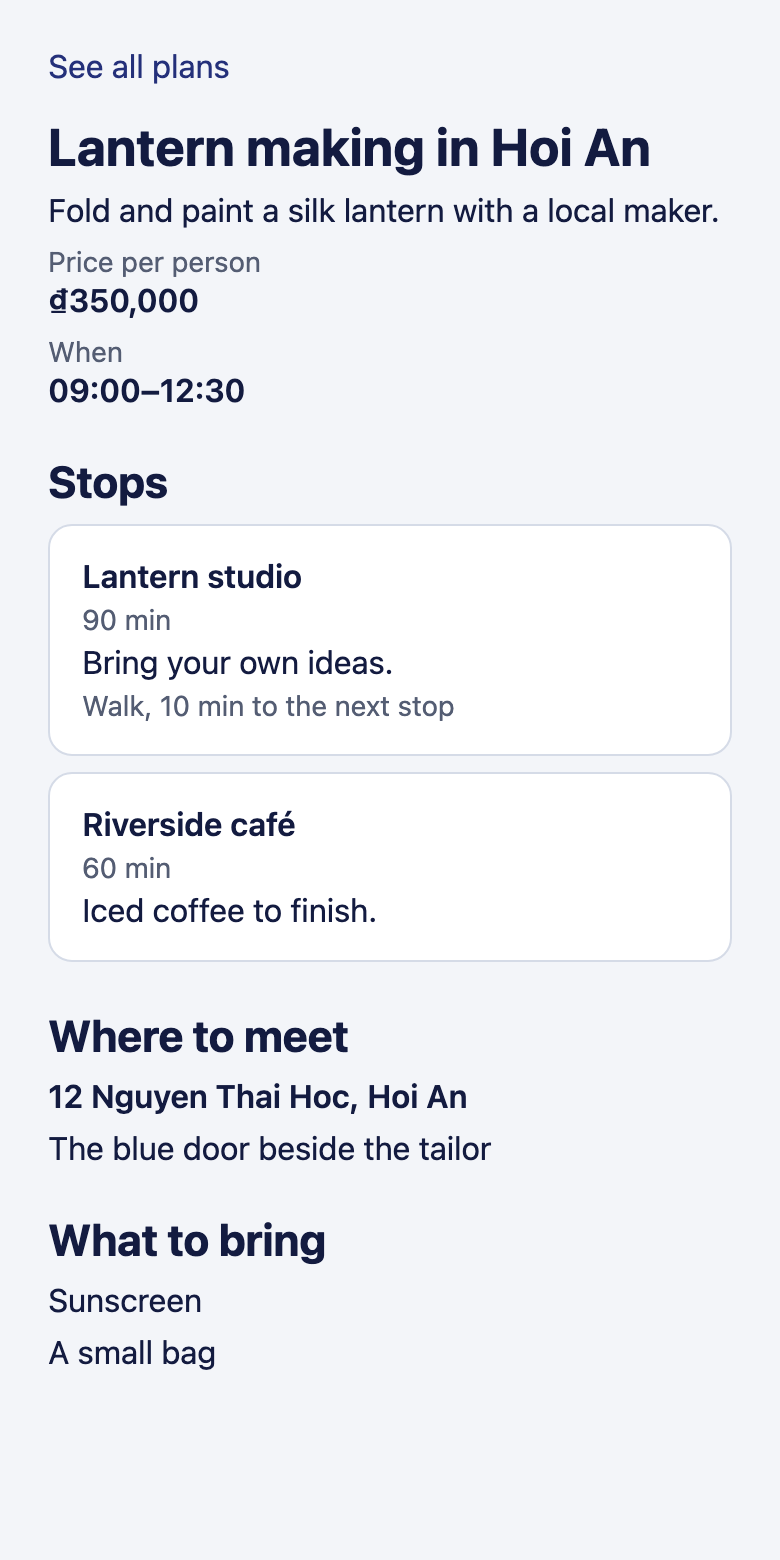 See all plans
Lantern making in Hoi An
Fold and paint a silk lantern with a local maker.
Price per person
₫350,000
When
09:00–12:30
Stops
Lantern studio
90 min
Bring your own ideas.
Walk, 10 min to the next stop
Riverside café
60 min
Iced coffee to finish.
Where to meet
12 Nguyen Thai Hoc, Hoi An
The blue door beside the tailor
What to bring
Sunscreen
A small bag